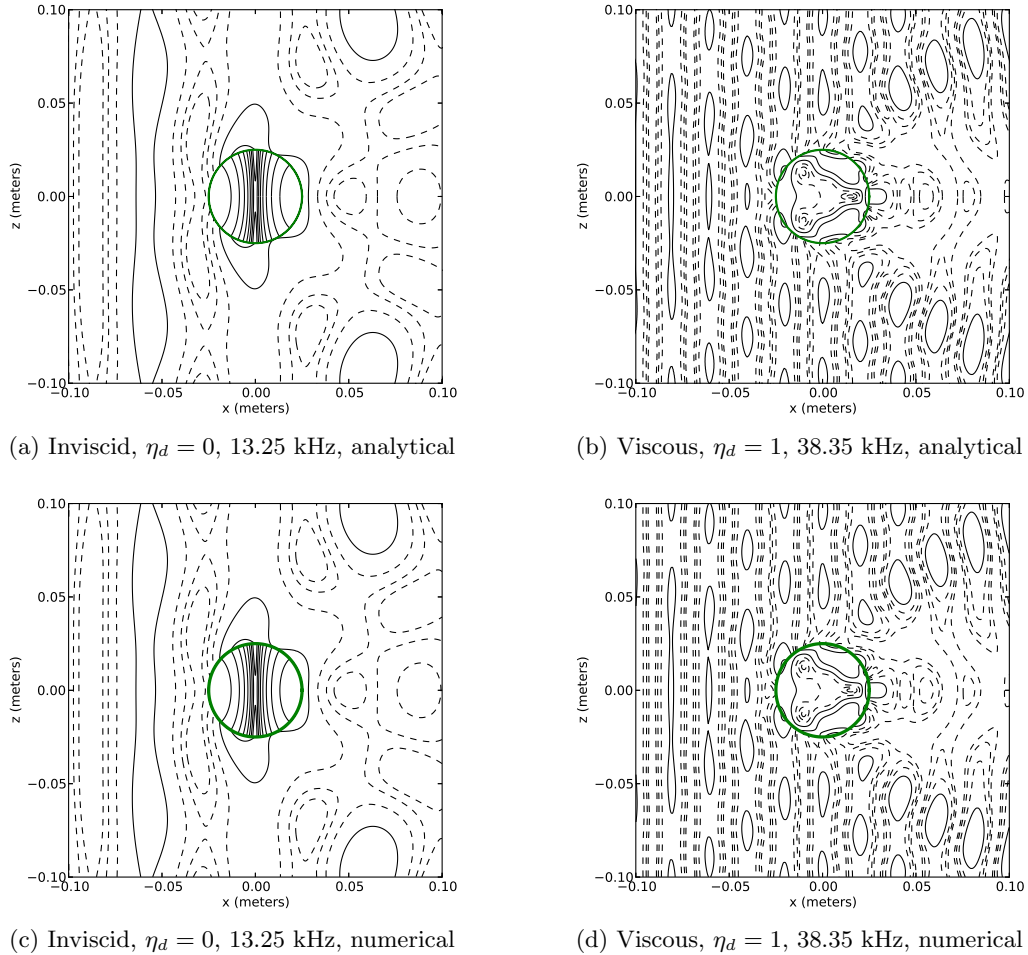 0.10
0.05
0.00
−0.05
−0.10
−0.10 −0.05 0.00 0.05 0.10
x (meters)
z (meters)
(a) Inviscid, $\eta_d$ = 0, 13.25 kHz, analytical
0.10
0.05
0.00
−0.05
−0.10
−0.10 −0.05 0.00 0.05 0.10
x (meters)
z (meters)
(b) Viscous, $\eta_d$ = 1, 38.35 kHz, analytical
0.10
0.05
0.00
−0.05
−0.10
−0.10 −0.05 0.00 0.05 0.10
x (meters)
z (meters)
(c) Inviscid, $\eta_d$ = 0, 13.25 kHz, numerical
0.10
0.05
0.00
−0.05
−0.10
−0.10 −0.05 0.00 0.05 0.10
x (meters)
z (meters)
(d) Viscous, $\eta_d$ = 1, 38.35 kHz, numerical